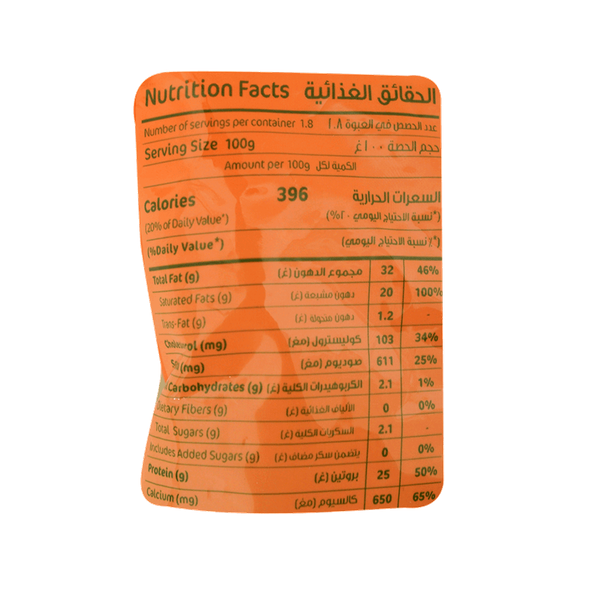 Nutrition Facts الحقائق الغذائية
Number of servings per container 1.8 عدد الحصص في العبوة ١.٨
Serving Size 100g حجم الحصة ١٠٠غ
Amount per 100g الكمية لكل
Calories 396 السعرات الحرارية
(20% of Daily Value*) (*نسبة الاحتياج اليومي ٢٠%)
(%Daily Value*) (*٪ نسبة الاحتياج اليومي)
Total Fat (g) مجموع الدهون (غ) 32 46%
Saturated Fats (g) دهون مشبعة (غ) 20 100%
Trans-Fat (g) دهون متحولة (غ) 1.2 -
(mg) كوليسترول (مغ) 103 34%
(mg) صوديوم (مغ) 611 25%
Carbohydrates (g) الكربوهيدرات الكلية (غ) 2.1 1%
Dietary Fibers (g) الألياف الغذائية (غ) 0 0%
Total Sugars (g) السكريات الكلية (غ) 2.1 -
Includes Added Sugars (g) يتضمن سكر مضاف (غ) 0 0%
Protein (g) بروتين (غ) 25 50%
Calcium (mg) كالسيوم (مغ) 650 65%